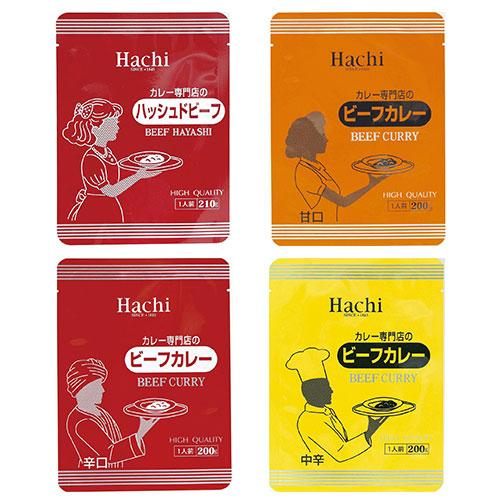 Hachi
SINCE • 1845
カレー専門店の
ハッシュドビーフ
BEEF HAYASHI
HIGH QUALITY
1人前 210g
Hachi
SINCE • 1845
カレー専門店の
ビーフカレー
BEEF CURRY
HIGH QUALITY
1人前 200g
甘口
Hachi
SINCE • 1845
カレー専門店の
ビーフカレー
BEEF CURRY
HIGH QUALITY
1人前 200g
辛口
Hachi
SINCE • 1845
カレー専門店の
ビーフカレー
BEEF CURRY
HIGH QUALITY
1人前 200g
中辛